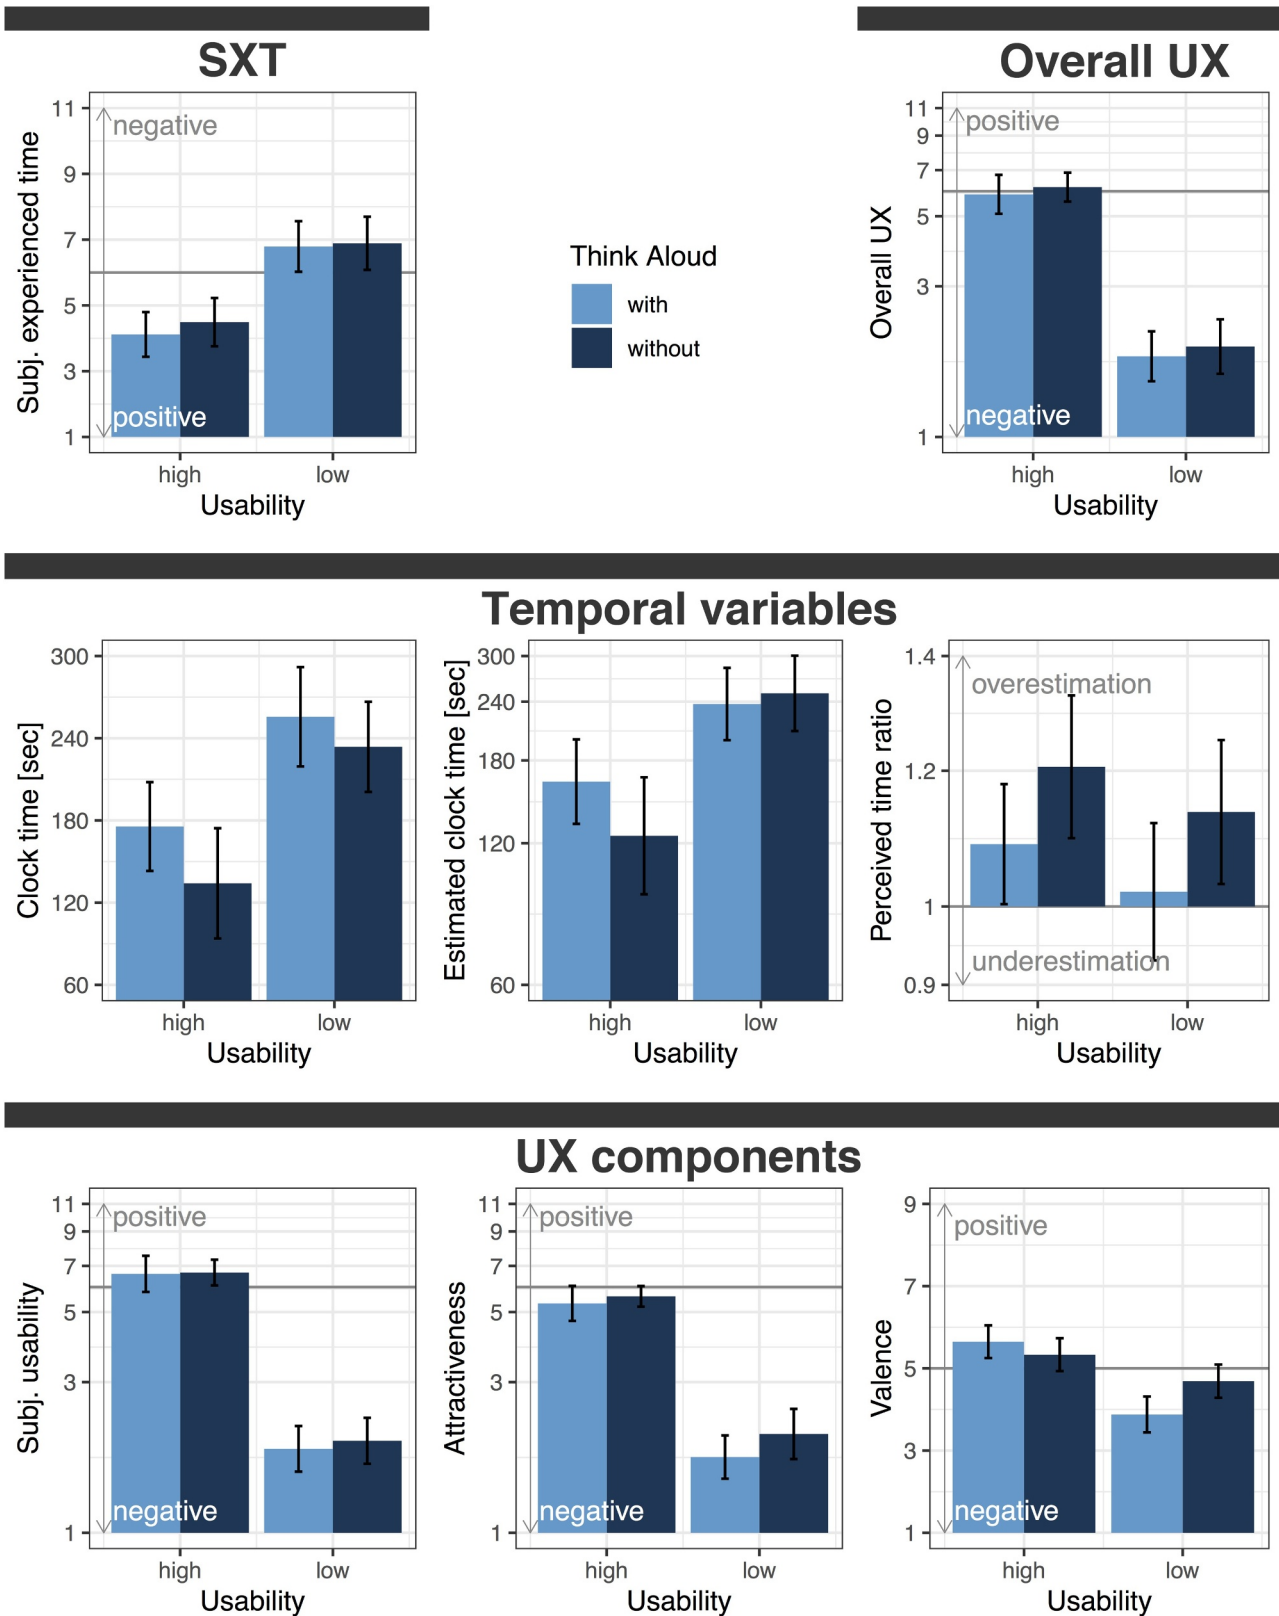 SXT
Overall UX
Subj. experienced time
11
9
7
5
3
1
negative
positive
high
low
Usability
Think Aloud
with
without
Overall UX
11
9
7
5
3
1
positive
negative
high
low
Usability
Temporal variables
Clock time [sec]
300
240
180
120
60
high
low
Usability
Estimated clock time [sec]
300
240
180
120
60
high
low
Usability
Perceived time ratio
1.4
1.2
1
0.9
overestimation
underestimation
high
low
Usability
UX components
Subj. usability
11
9
7
5
3
1
positive
negative
high
low
Usability
Attractiveness
11
9
7
5
3
1
positive
negative
high
low
Usability
Valence
9
7
5
3
1
positive
negative
high
low
Usability